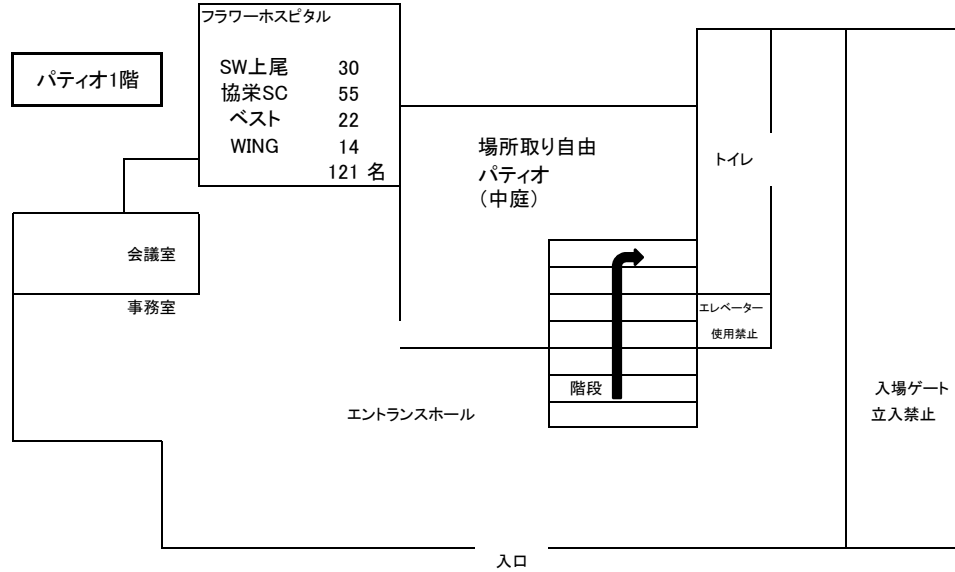 フラワーホスピタル
パティオ1階
SW上尾 30
協栄SC 55
ベスト 22
WING 14
121 名
場所取り自由
パティオ
（中庭）
トイレ
会議室
事務室
エレベーター
使用禁止
階段
エントランスホール
入場ゲート
立入禁止
入口